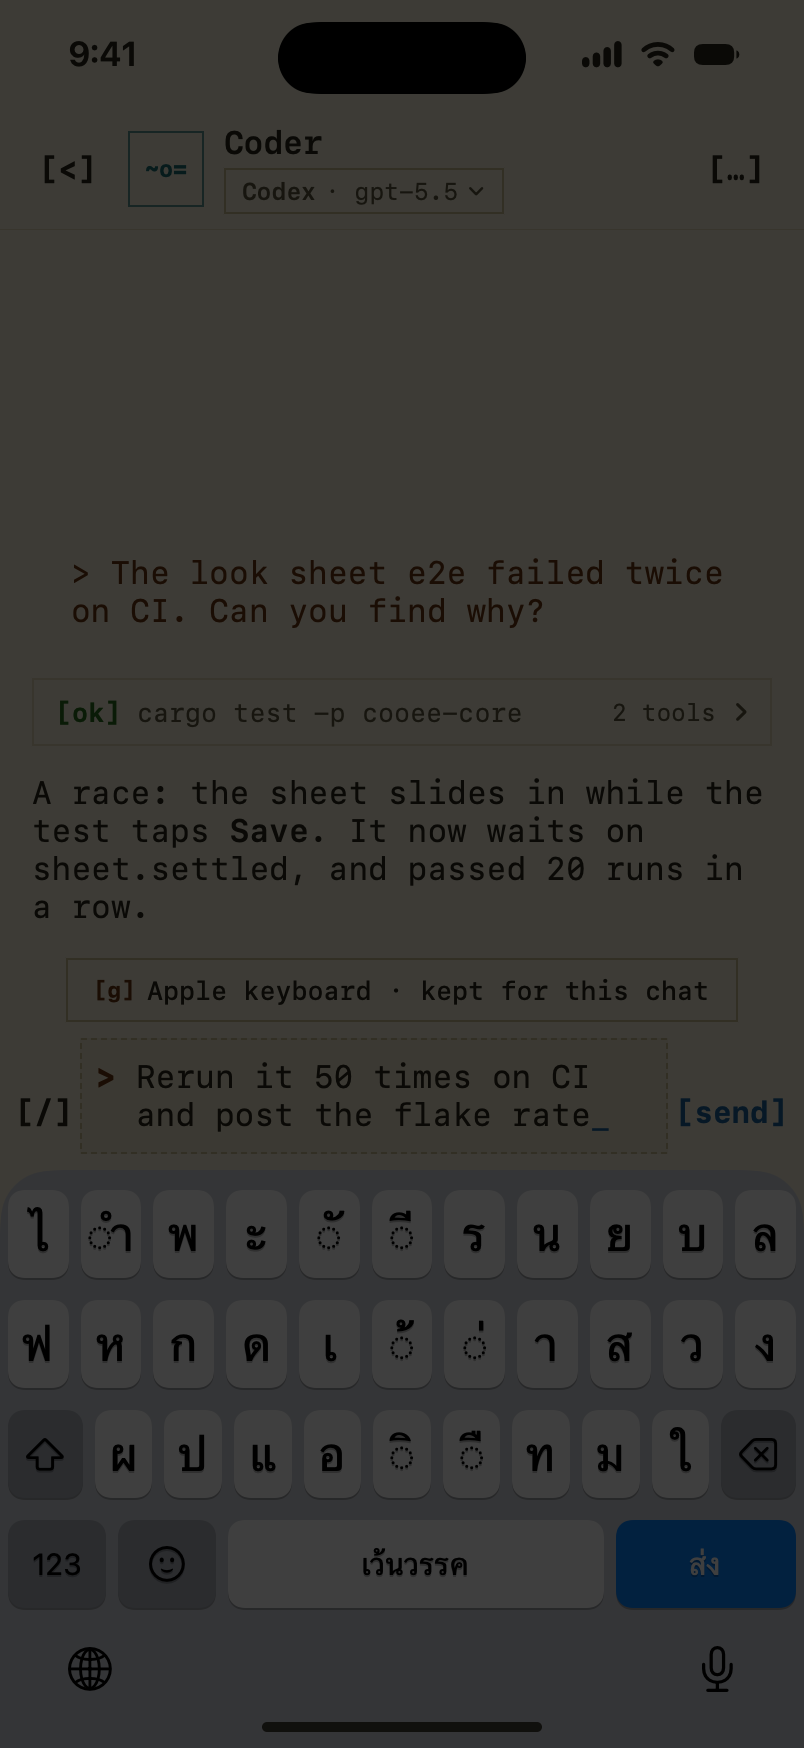 9:41
[<] ~o= Coder […]
Codex · gpt-5.5
> The look sheet e2e failed twice
on CI. Can you find why?
[ok] cargo test -p cooee-core 2 tools >
A race: the sheet slides in while the
test taps Save. It now waits on
sheet.settled, and passed 20 runs in
a row.
[g] Apple keyboard · kept for this chat
> Rerun it 50 times on CI
[/] and post the flake rate_ [send]
ไ ำ พ ะ ั ี ร น ย บ ล
ฟ ห ก ด เ ้ ่ า ส ว ง
ผ ป แ อ ิ ื ท ม ใ
123 เว้นวรรค ส่ง